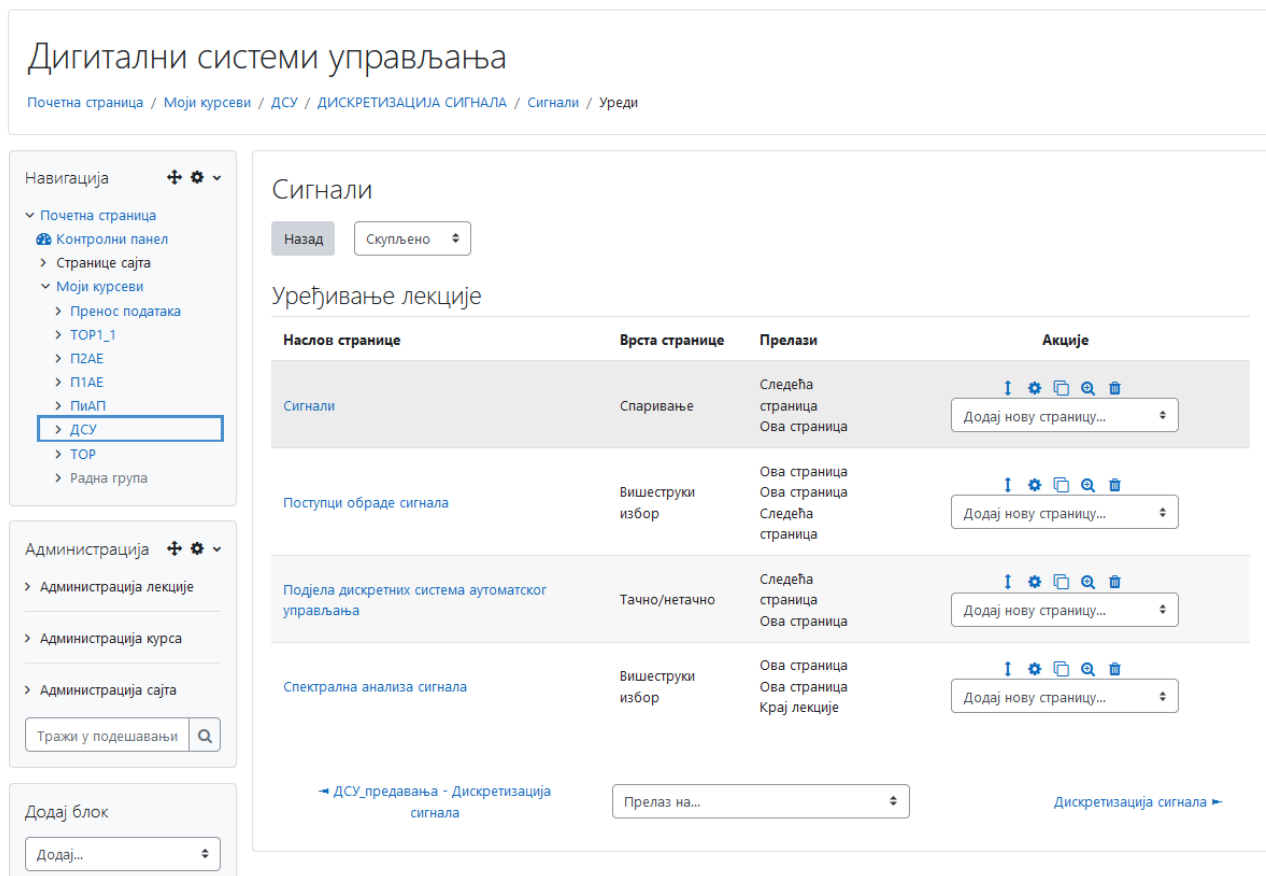 Дигитални системи управљања
Почетна страница / Моји курсеви / ДСУ / ДИСКРЕТИЗАЦИЈА СИГНАЛА / Сигнали / Уреди
Навигација
Почетна страница
Контролни панел
Странице сајта
Моји курсеви
Пренос података
ТОР1_1
П2АЕ
П1АЕ
ПиАП
ДСУ
ТОР
Радна група
Администрација
Администрација лекције
Администрација курса
Администрација сајта
Тражи у подешавањи
Додај блок
Додај...
Сигнали
Назад Скупљено
Уређивање лекције
Наслов странице Врста странице Прелази Акције
Сигнали Спаривање
Следећа
страница
Ова страница
Додај нову страницу...
Поступци обраде сигнала
Вишеструки
избор
Ова страница
Ова страница
Следећа
страница
Додај нову страницу...
Подјела дискретних система аутоматског
управљања
Тачно/нетачно
Следећа
страница
Ова страница
Додај нову страницу...
Спектрална анализа сигнала
Вишеструки
избор
Ова страница
Ова страница
Крај лекције
Додај нову страницу...
◄ ДСУ_предавања - Дискретизација
сигнала
Прелаз на...
Дискретизација сигнала ►